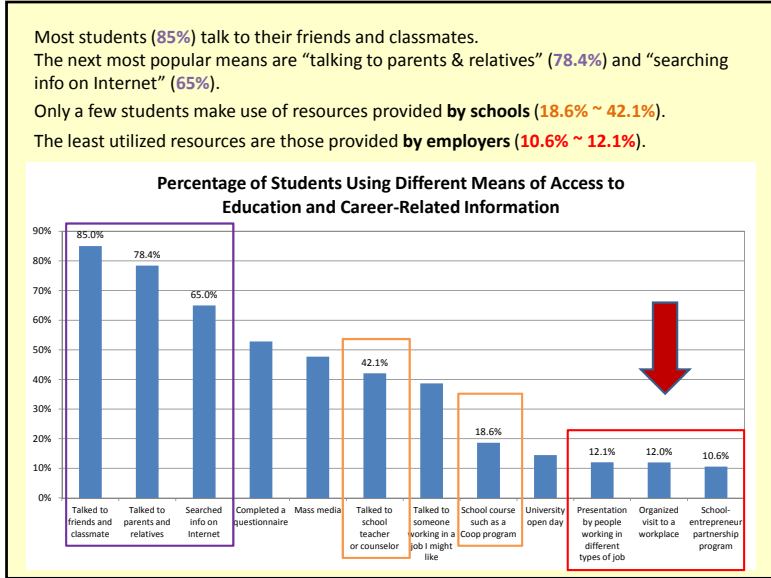 Most students (85%) talk to their friends and classmates.
The next most popular means are “talking to parents & relatives” (78.4%) and “searching
info on Internet” (65%).
Only a few students make use of resources provided by schools (18.6% ~ 42.1%).
The least utilized resources are those provided by employers (10.6% ~ 12.1%).
Percentage of Students Using Different Means of Access to
Education and Career-Related Information
90%
80%
70%
60%
50%
40%
30%
20%
10%
0%
85.0%
78.4%
65.0%
42.1%
18.6%
12.1%
12.0%
10.6%
Talked to
friends and
classmate
Talked to
parents and
relatives
Searched
info on
Internet
Completed a
questionnaire
Mass media
Talked to
school
teacher
or counselor
Talked to
someone
working in a
job I might
like
School course
such as a
Coop program
University
open day
Presentation
by people
working in
different
types of job
Organized
visit to a
workplace
School-
entrepreneur
partnership
program